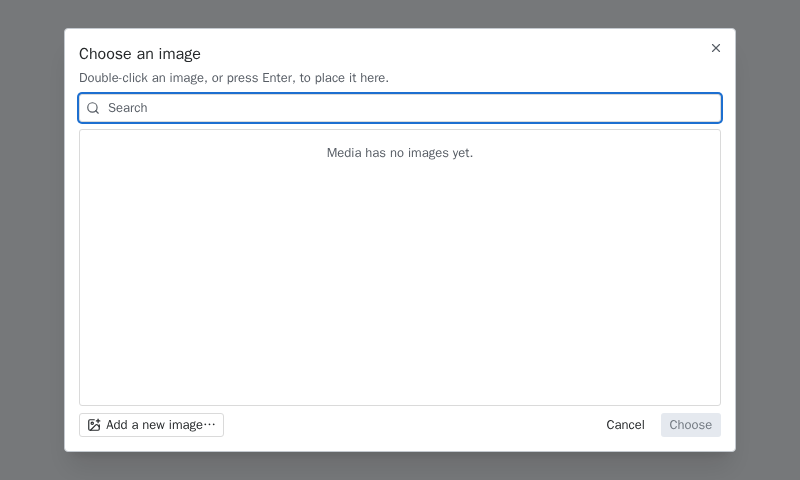 Choose an image
Double-click an image, or press Enter, to place it here.
Search
Media has no images yet.
Add a new image···
Cancel
Choose